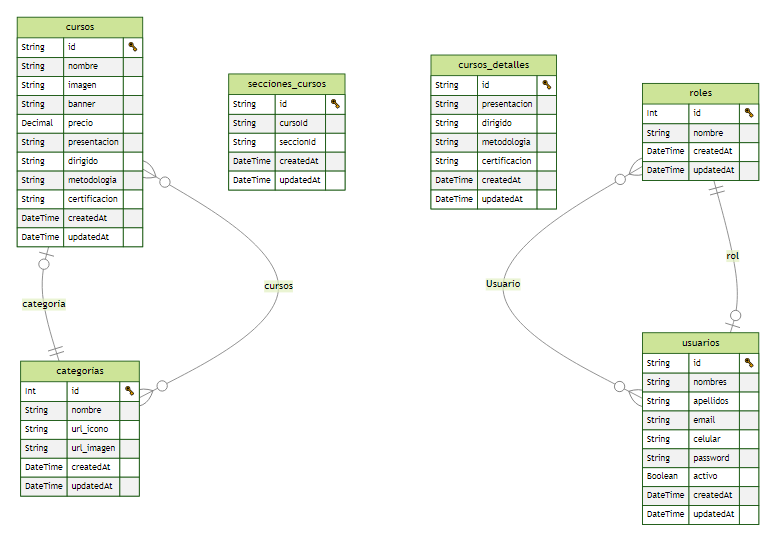 cursos
String id
String nombre
String imagen
String banner
Decimal precio
String presentacion
String dirigido
String metodologia
String certificacion
DateTime createdAt
DateTime updatedAt
secciones_cursos
String id
String cursoId
String seccionId
DateTime createdAt
DateTime updatedAt
cursos_detalles
String id
String presentacion
String dirigido
String metodologia
String certificacion
DateTime createdAt
DateTime updatedAt
roles
Int id
String nombre
DateTime createdAt
DateTime updatedAt
categoria
cursos
Usuario
rol
categorias
Int id
String nombre
String url_icono
String url_imagen
DateTime createdAt
DateTime updatedAt
usuarios
String id
String nombres
String apellidos
String email
String celular
String password
Boolean activo
DateTime createdAt
DateTime updatedAt